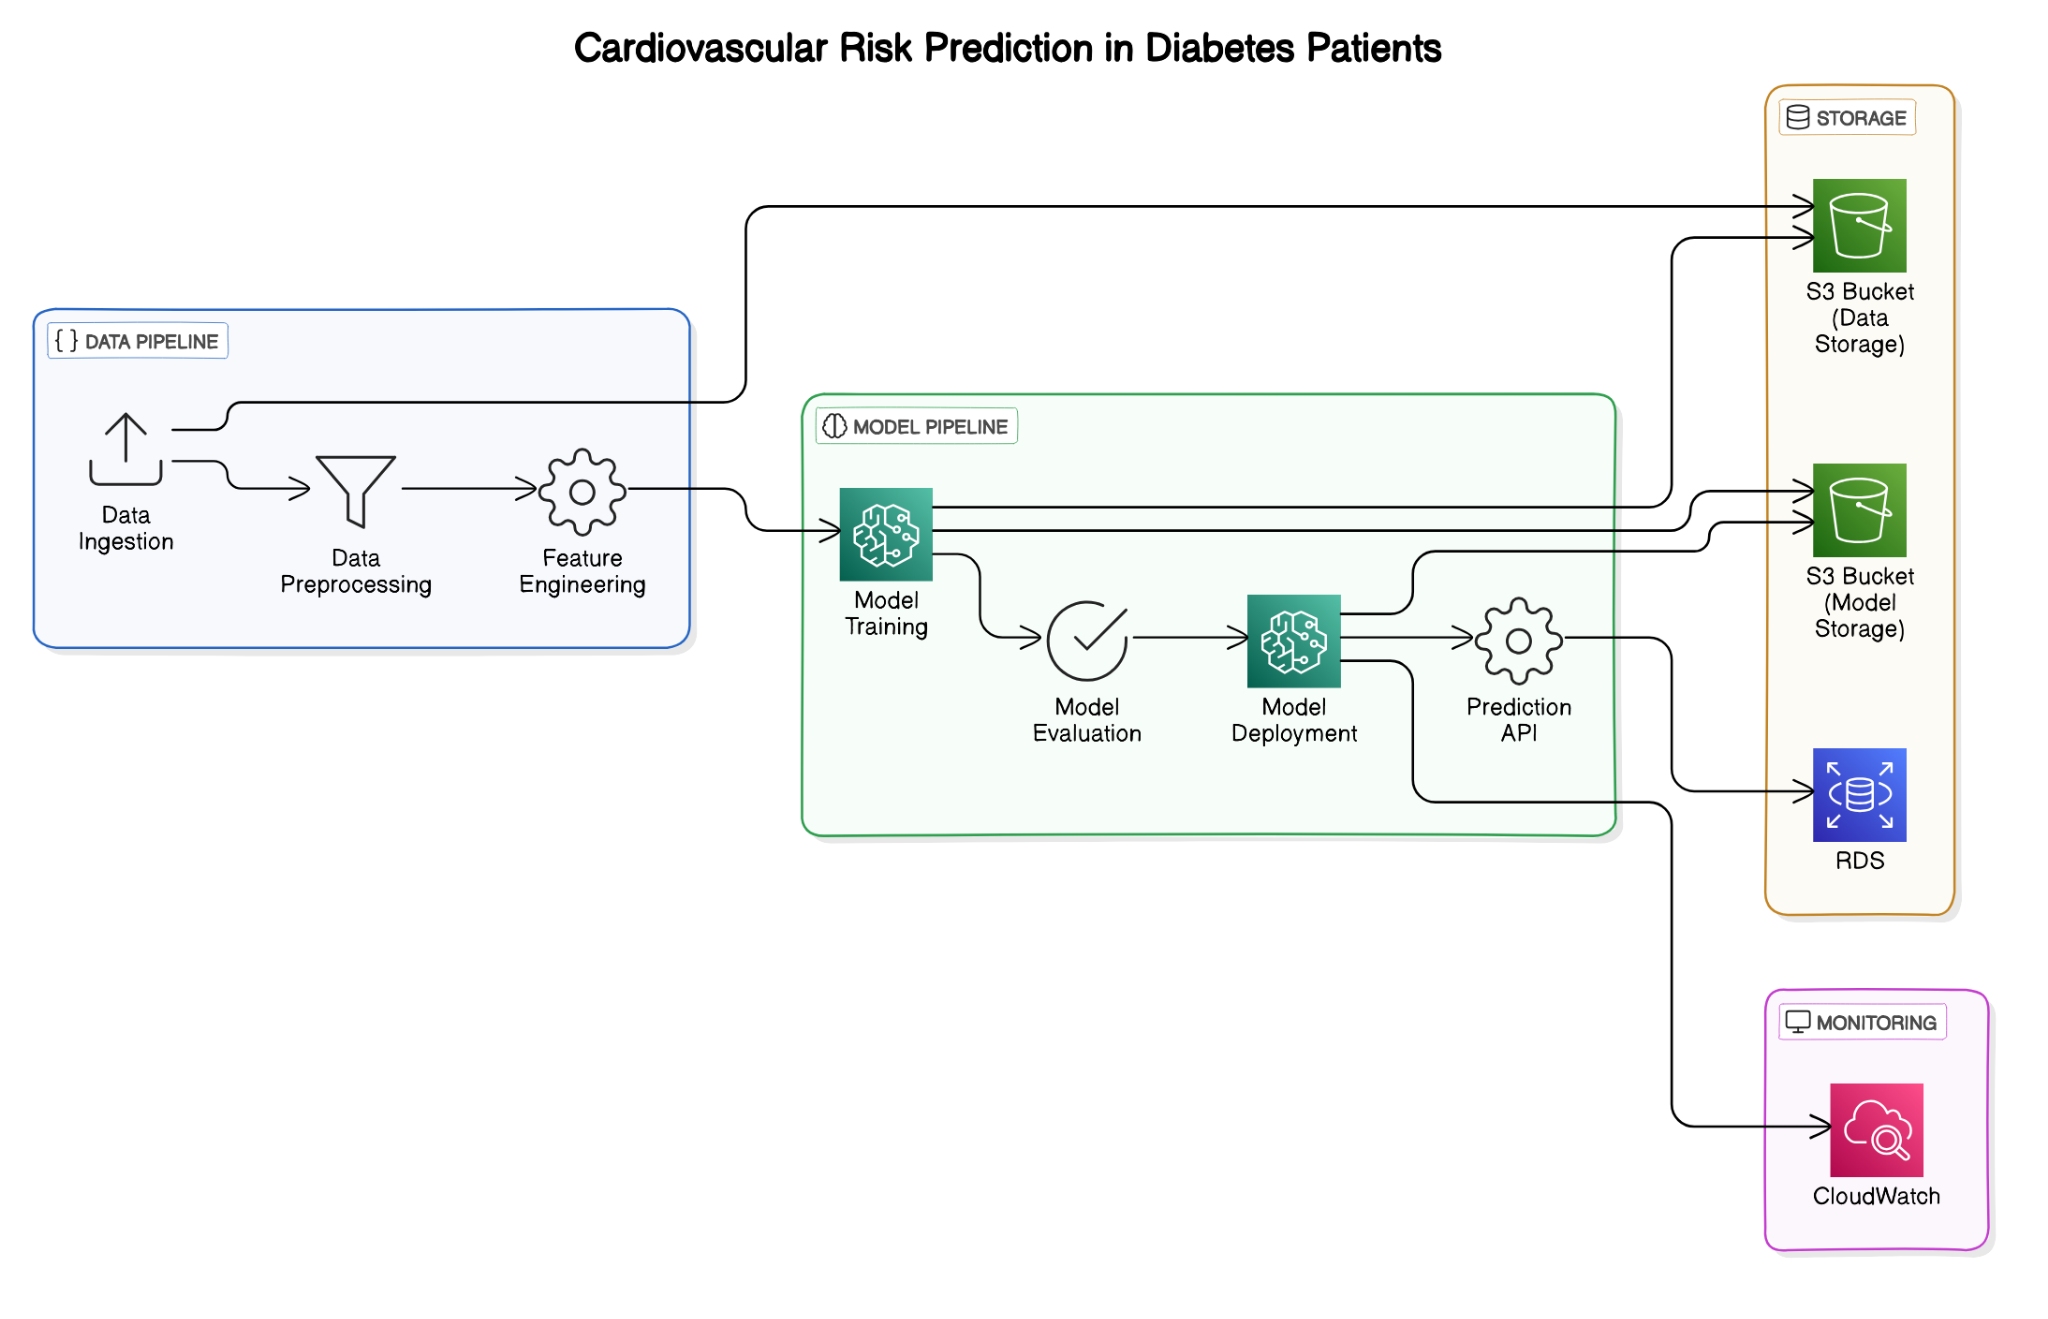 Cardiovascular Risk Prediction in Diabetes Patients
{ } DATA PIPELINE
Data
Ingestion
Data
Preprocessing
Feature
Engineering
MODEL PIPELINE
Model
Training
Model
Evaluation
Model
Deployment
Prediction
API
STORAGE
S3 Bucket
(Data
Storage)
S3 Bucket
(Model
Storage)
RDS
MONITORING
CloudWatch